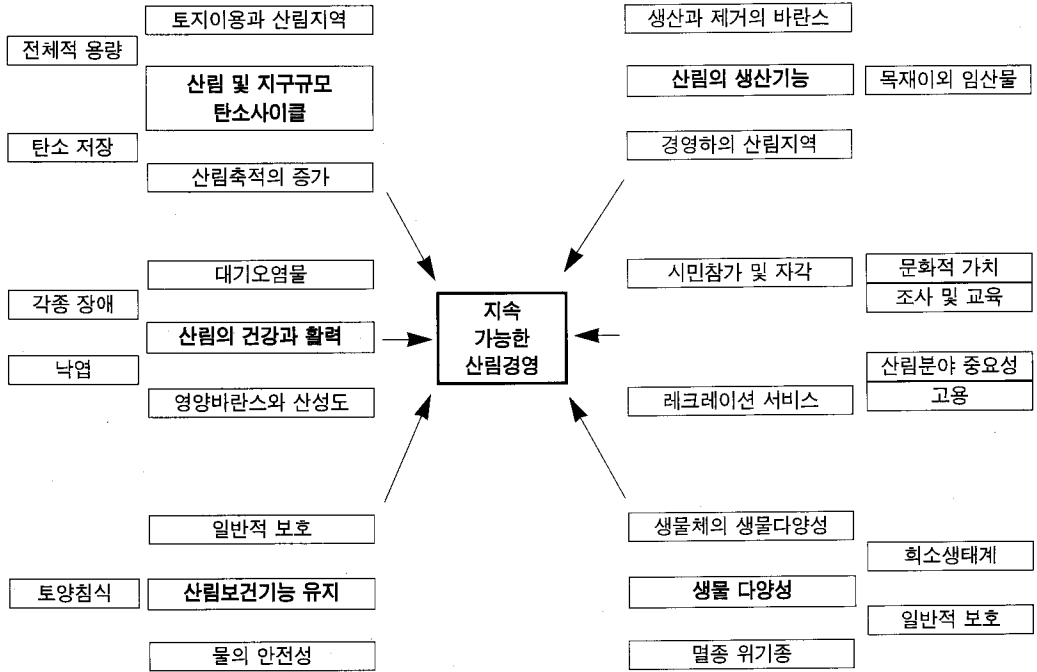 토지이용과 산림지역
전체적 용량
산림 및 지구규모
탄소사이클
탄소 저장
산림축적의 증가
대기오염물
각종 장애
산림의 건강과 활력
낙엽
영양바란스와 산성도
일반적 보호
토양침식
산림보건기능 유지
물의 안전성
지속
가능한
산림경영
생산과 제거의 바란스
산림의 생산기능
목재이외 임산물
경영하의 산림지역
시민참가 및 자각
문화적 가치
조사 및 교육
산림분야 중요성
레크레이션 서비스
고용
생물체의 생물다양성
희소생태계
생물 다양성
일반적 보호
멸종 위기종